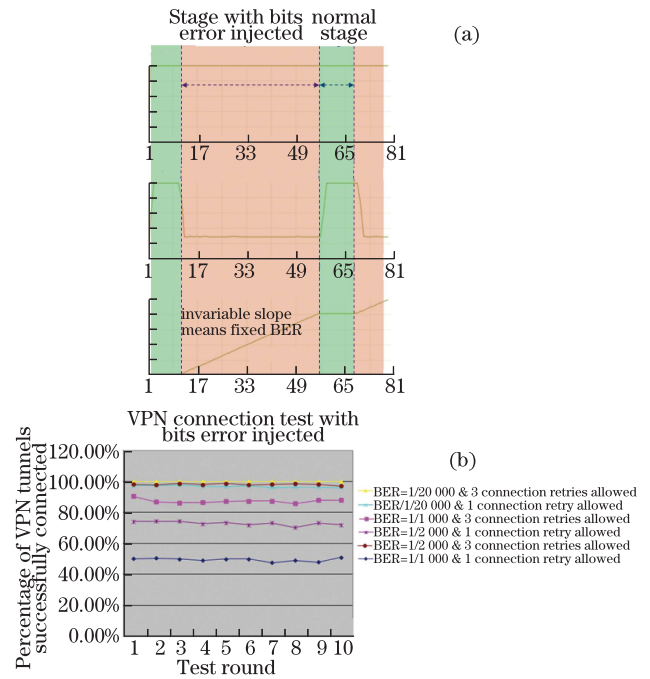 Stage with bits error injected
normal stage
(a)
1 17 33 49 65 81
1 17 33 49 65 81
invariable slope
means fixed BER
1 17 33 49 65 81
VPN connection test with
bits error injected
(b)
Percentage of VPN tunnels
successfully connected
120.00%
100.00%
80.00%
60.00%
40.00%
20.00%
0.00%
1 2 3 4 5 6 7 8 9 10
Test round
BER=1/20 000 & 3 connection retries allowed
BER/1/20 000 & 1 connection retry allowed
BER=1/1 000 & 3 connection retries allowed
BER=1/2 000 & 1 connection retry allowed
BER=1/2 000 & 3 connection retries allowed
BER=1/1 000 & 1 connection retry allowed